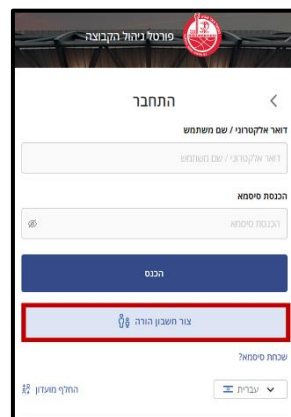 פורטל ניהול הקבוצה
התחבר
דואר אלקטרוני / שם משתמש
דואר אלקטרוני / שם משתמש
הכנסת סיסמא
הכנסת סיסמא
הכנס
צור חשבון הורה
שכחת סיסמא?
עברית
החלף מועדון